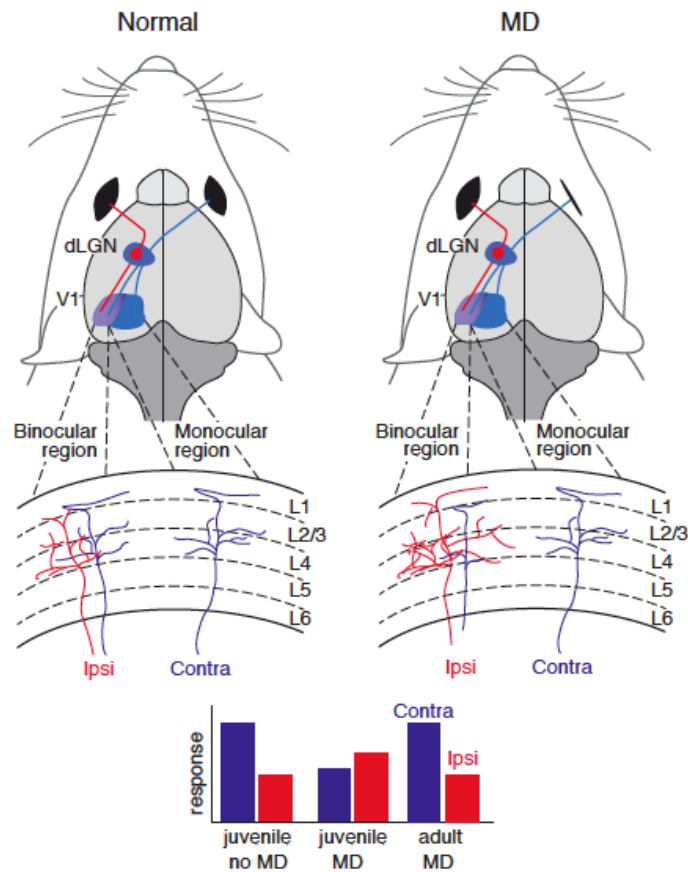 Normal
MD
dLGN
V1
Binocular
region
Monocular
region
L1
L2/3
L4
L5
L6
Ipsi
Contra
dLGN
V1
Binocular
region
Monocular
region
L1
L2/3
L4
L5
L6
Ipsi
Contra
response
Contra
Ipsi
juvenile
no MD
juvenile
MD
adult
MD